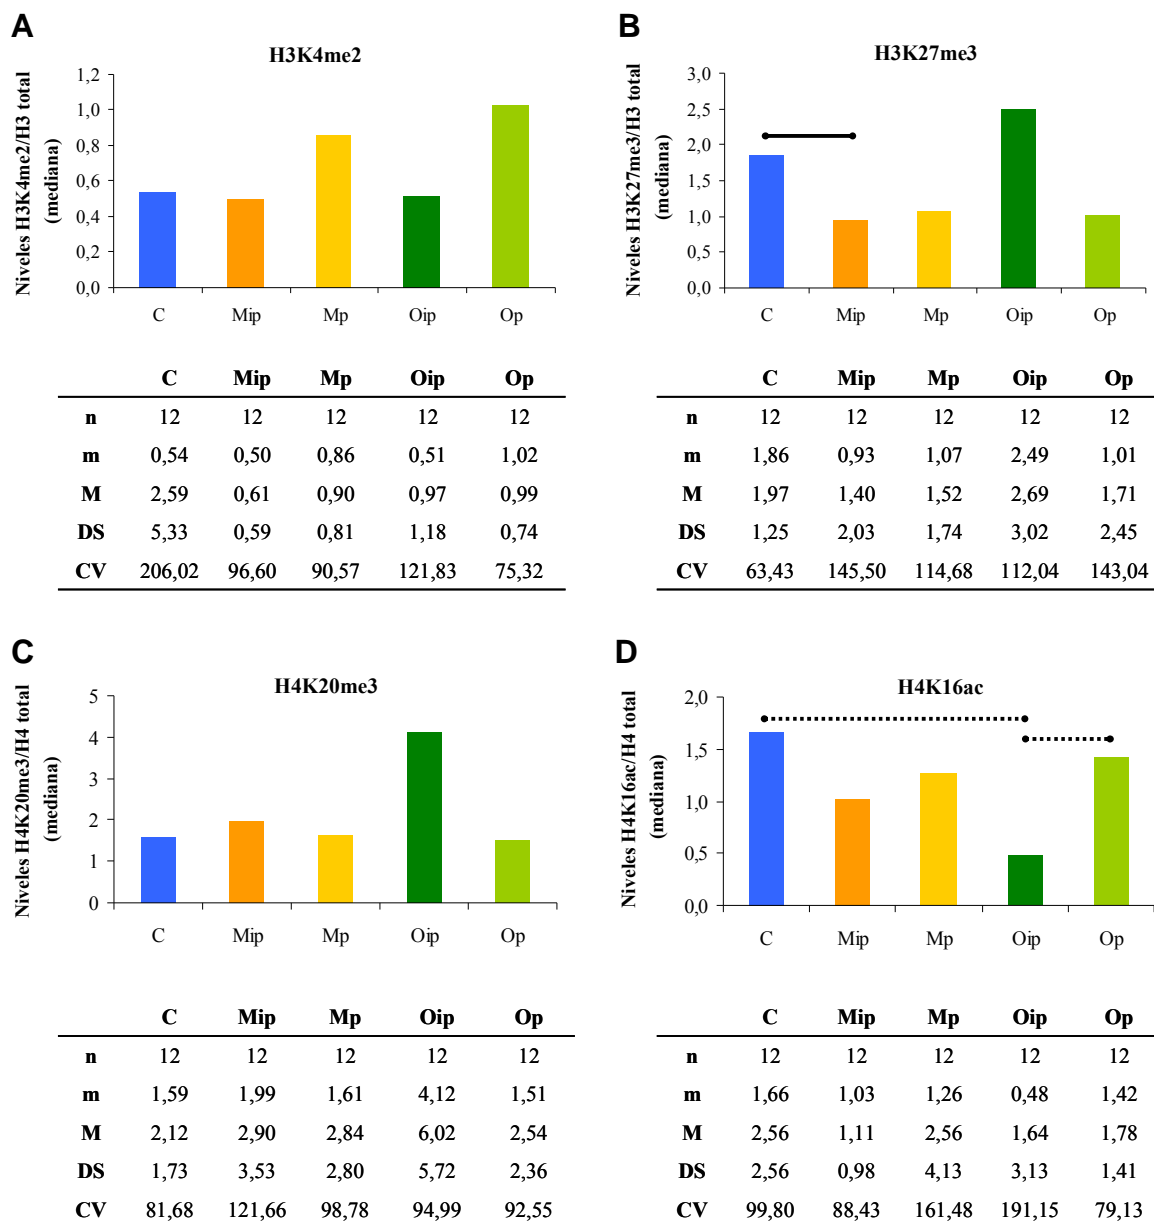 A
H3K4me2
Niveles H3K4me2/H3 total
(mediana)
1,2
1,0
0,8
0,6
0,4
0,2
0,0
C Mip Mp Oip Op
C Mip Mp Oip Op
n 12 12 12 12 12
m 0,54 0,50 0,86 0,51 1,02
M 2,59 0,61 0,90 0,97 0,99
DS 5,33 0,59 0,81 1,18 0,74
CV 206,02 96,60 90,57 121,83 75,32
B
H3K27me3
Niveles H3K27me3/H3 total
(mediana)
3,0
2,5
2,0
1,5
1,0
0,5
0,0
C Mip Mp Oip Op
C Mip Mp Oip Op
n 12 12 12 12 12
m 1,86 0,93 1,07 2,49 1,01
M 1,97 1,40 1,52 2,69 1,71
DS 1,25 2,03 1,74 3,02 2,45
CV 63,43 145,50 114,68 112,04 143,04
C
H4K20me3
Niveles H4K20me3/H4 total
(mediana)
5
4
3
2
1
0
C Mip Mp Oip Op
C Mip Mp Oip Op
n 12 12 12 12 12
m 1,59 1,99 1,61 4,12 1,51
M 2,12 2,90 2,84 6,02 2,54
DS 1,73 3,53 2,80 5,72 2,36
CV 81,68 121,66 98,78 94,99 92,55
D
H4K16ac
Niveles H4K16ac/H4 total
(mediana)
2,0
1,5
1,0
0,5
0,0
C Mip Mp Oip Op
C Mip Mp Oip Op
n 12 12 12 12 12
m 1,66 1,03 1,26 0,48 1,42
M 2,56 1,11 2,56 1,64 1,78
DS 2,56 0,98 4,13 3,13 1,41
CV 99,80 88,43 161,48 191,15 79,13